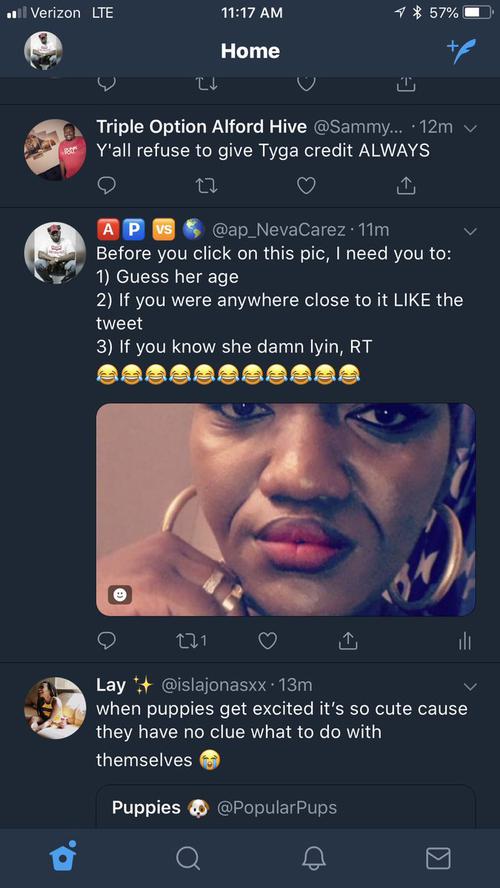 Verizon LTE 11:17 AM 57%
Home
Triple Option Alford Hive @Sammy... · 12m
Y'all refuse to give Tyga credit ALWAYS
🅰️🅿️🆚🌎 @ap_NevaCarez · 11m
Before you click on this pic, I need you to:
1) Guess her age
2) If you were anywhere close to it LIKE the
tweet
3) If you know she damn lyin, RT
😂😂😂😂😂😂😂😂😂😂😂
1
Lay ✨ @islajonasxx · 13m
when puppies get excited it’s so cute cause
they have no clue what to do with
themselves 😭
Puppies 🐶 @PopularPups